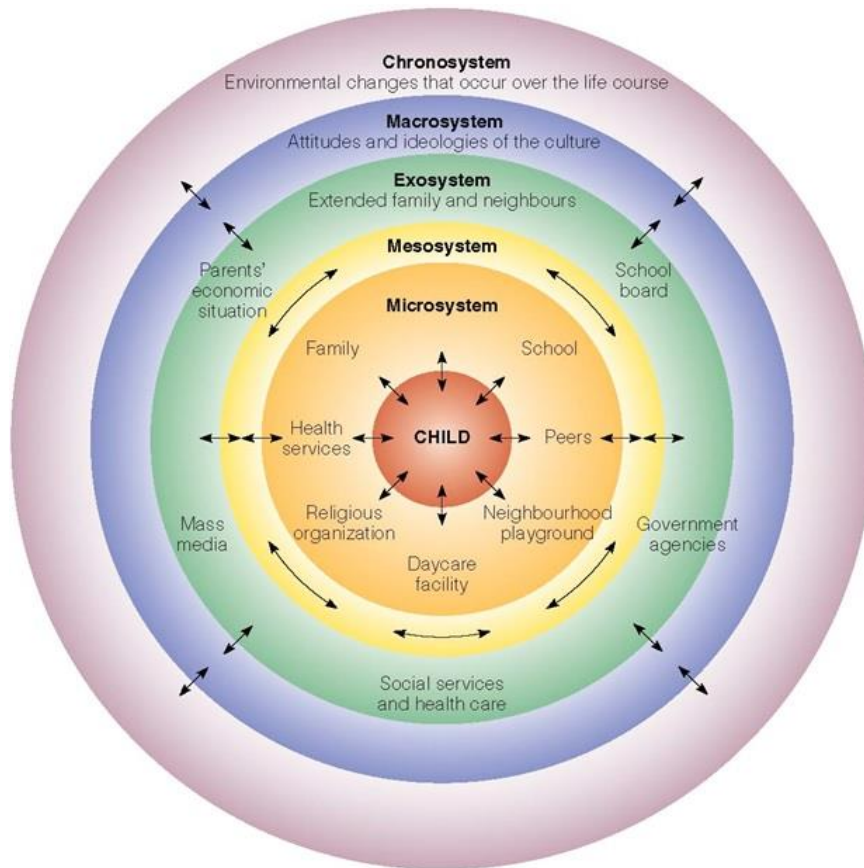 Chronosystem
Environmental changes that occur over the life course
Macrosystem
Attitudes and ideologies of the culture
Exosystem
Extended family and neighbours
Mesosystem
Parents'
economic
situation
School
board
Microsystem
Family
School
Health
services
CHILD
Peers
Religious
organization
Neighbourhood
playground
Daycare
facility
Mass
media
Government
agencies
Social services
and health care